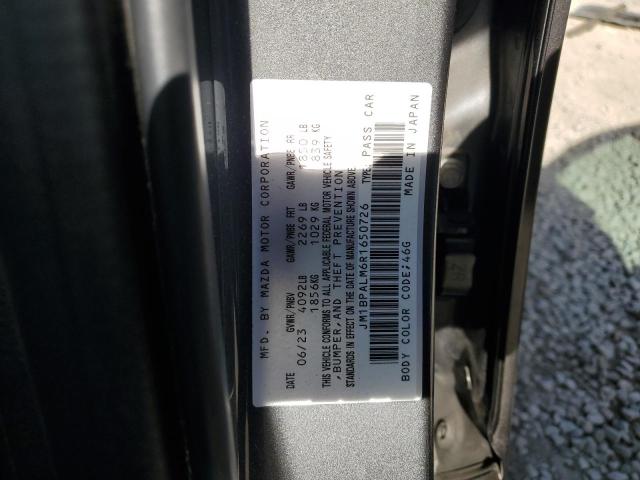 MFD. BY MAZDA MOTOR CORPORATION
DATE GVWR/PNBV GAWR/PNBE FRT GAWR/PNBE RR
06/23 4092LB 2269 LB 1850 LB
1856KG 1029 KG 839 KG
THIS VEHICLE CONFORMS TO ALL APPLICABLE FEDERAL MOTOR VEHICLE SAFETY
,BUMPER,AND THEFT PREVENTION
STANDARDS IN EFFECT ON THE DATE OF MANUFACTURE SHOWN ABOVE.
JM1BPALM6R1650726 TYPE: PASS CAR
BODY COLOR CODE;46G MADE IN JAPAN